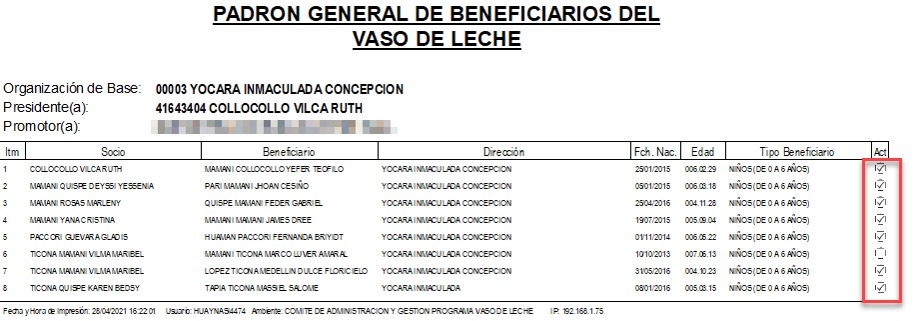 PADRON GENERAL DE BENEFICIARIOS DEL
VASO DE LECHE
Organización de Base: 00003 YOCARA INMACULADA CONCEPCION
Presidente(a): 41643404 COLLOCOLLO VILCA RUTH
Promotor(a):
Itm Socio Beneficiario Dirección Fch. Nac. Edad Tipo Beneficiario Act
1 COLLOCOLLO VILCA RUTH MAMANI COLLOCOLLO YEFER TEOFILO YOCARA INMACULADA CONCEPCION 25/01/2015 006.02.29 NIÑOS (DE 0 A 6 AÑOS)
2 MAMANI QUISPE DEYSSI YESSENIA PARI MAMANI JHOAN CESIÑO YOCARA INMACULADA CONCEPCION 05/01/2015 006.03.18 NIÑOS (DE 0 A 6 AÑOS)
3 MAMANI ROSAS MARLENY QUISPE MAMANI FEDER GABRIEL YOCARA INMACULADA CONCEPCION 25/04/2016 004.11.28 NIÑOS (DE 0 A 6 AÑOS)
4 MAMANI YANA CRISTINA MAMANI MAMANI JAMES DREE YOCARA INMACULADA CONCEPCION 19/07/2015 005.09.04 NIÑOS (DE 0 A 6 AÑOS)
5 PACCORI GUEVARA GLADIS HUAMAN PACCORI FERNANDA BRIYIDT YOCARA INMACULADA CONCEPCION 01/11/2014 006.05.22 NIÑOS (DE 0 A 6 AÑOS)
6 TICONA MAMANI VILMA MARIBEL MAMANI TICONA MARCO LUVER AMARAL YOCARA INMACULADA CONCEPCION 10/10/2013 007.06.13 NIÑOS (DE 0 A 6 AÑOS)
7 TICONA MAMANI VILMA MARIBEL LOPEZ TICONA MEDELLIN DULCE FLORICIELO YOCARA INMACULADA CONCEPCION 31/05/2016 004.10.23 NIÑOS (DE 0 A 6 AÑOS)
8 TICONA QUISPE KAREN BEDSY TAPIA TICONA MASSIEL SALOME YOCARA INMACULADA 08/01/2016 005.03.15 NIÑOS (DE 0 A 6 AÑOS)
Fecha y Hora de Impresión: 28/04/2021 16:22:01 Usuario: HUAYNAS4474 Ambiente: COMITE DE ADMINISTRACION Y GESTION PROGRAMA VASO DE LECHE I.P: 192.168.1.75